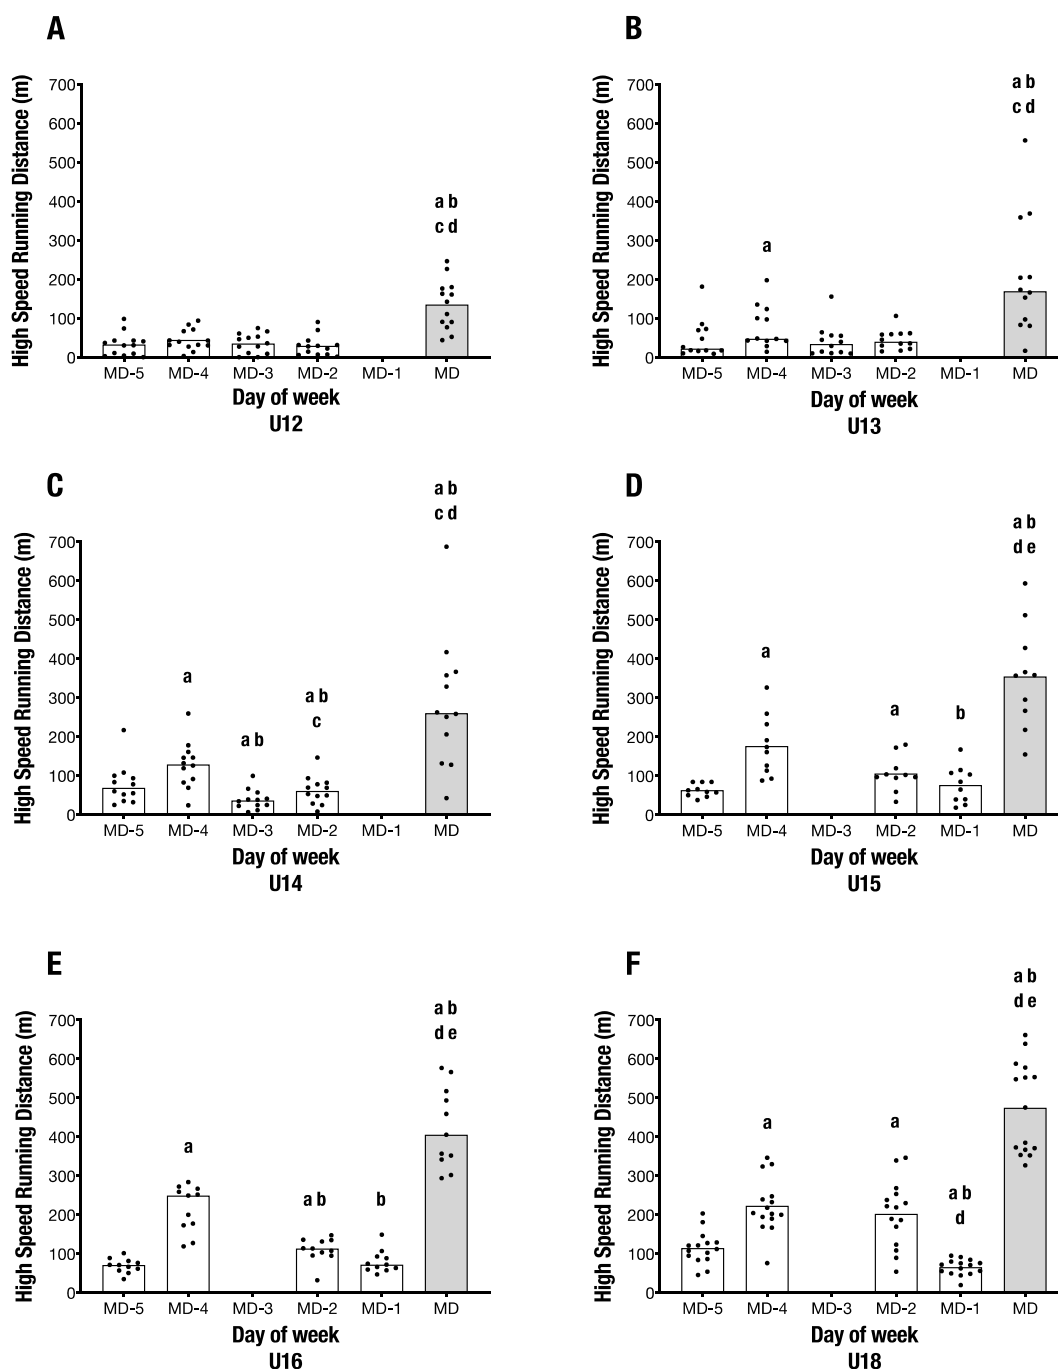 A
High Speed Running Distance (m)
700
600
500
400
300
200
100
0
a b
c d
MD-5 MD-4 MD-3 MD-2 MD-1 MD
Day of week
U12
B
High Speed Running Distance (m)
700
600
500
400
300
200
100
0
a b
c d
a
MD-5 MD-4 MD-3 MD-2 MD-1 MD
Day of week
U13
C
High Speed Running Distance (m)
700
600
500
400
300
200
100
0
a b
c d
a
a b
a b
c
MD-5 MD-4 MD-3 MD-2 MD-1 MD
Day of week
U14
D
High Speed Running Distance (m)
700
600
500
400
300
200
100
0
a b
d e
a
a
b
MD-5 MD-4 MD-3 MD-2 MD-1 MD
Day of week
U15
E
High Speed Running Distance (m)
700
600
500
400
300
200
100
0
a b
d e
a
a b
b
MD-5 MD-4 MD-3 MD-2 MD-1 MD
Day of week
U16
F
High Speed Running Distance (m)
700
600
500
400
300
200
100
0
a b
d e
a
a
a b
d
MD-5 MD-4 MD-3 MD-2 MD-1 MD
Day of week
U18